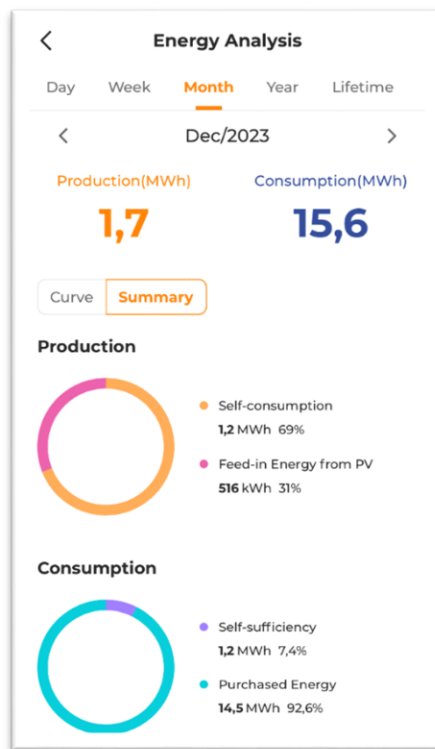 Energy Analysis
Day Week Month Year Lifetime
Dec/2023
Production(MWh) Consumption(MWh)
1,7 15,6
Curve Summary
Production
Self-consumption
1,2 MWh 69%
Feed-in Energy from PV
516 kWh 31%
Consumption
Self-sufficiency
1,2 MWh 7,4%
Purchased Energy
14,5 MWh 92,6%